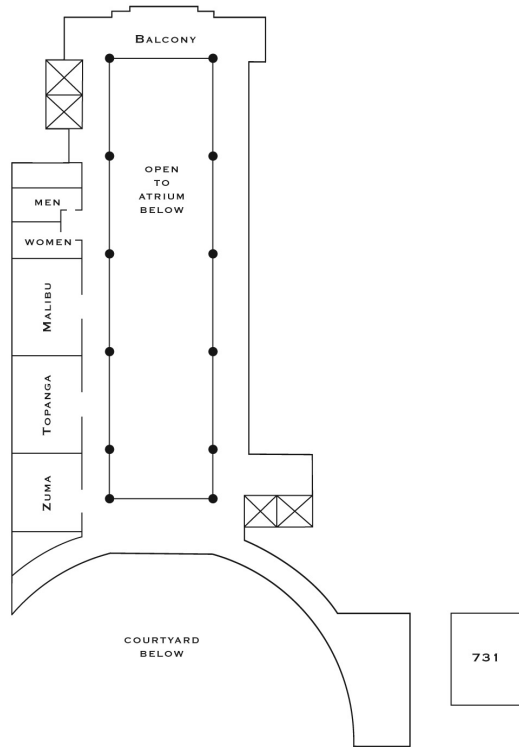 BALCONY
OPEN
TO
ATRIUM
BELOW
MEN
WOMEN
MALIBU
TOPANGA
ZUMA
COURTYARD
BELOW
731